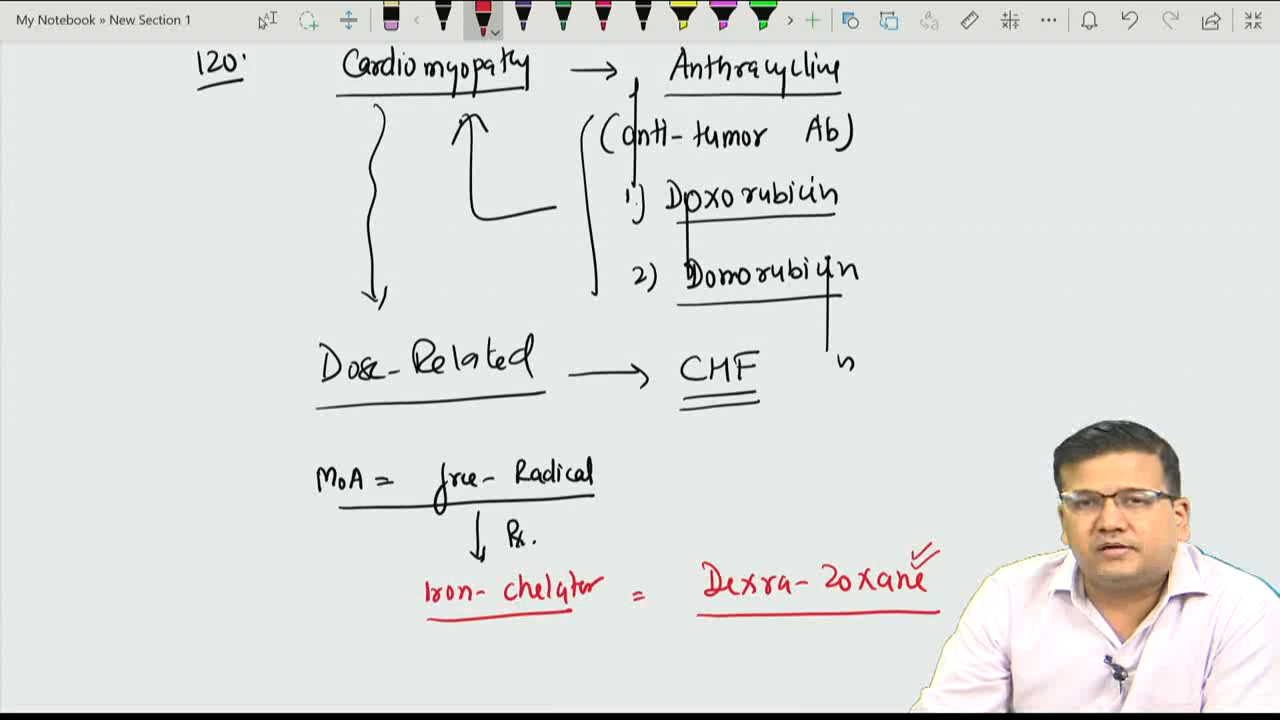 My Notebook » New Section 1
120. Cardiomyopathy → Anthracycline
(anti-tumor Ab)
1) Doxorubicin
2) Donorubicin
Dose-Related → CHF
MOA = free-Radical
Rx.
Iron-chelator = Dexra-zoxane